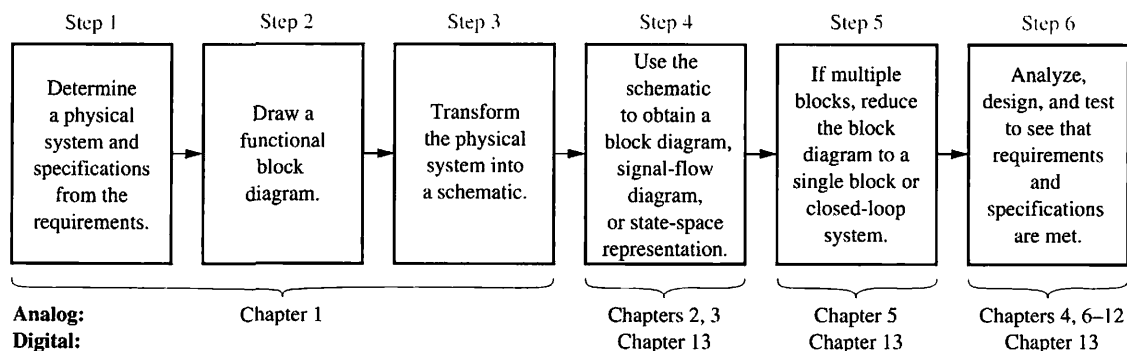 Step 1
Step 2
Step 3
Step 4
Step 5
Step 6
Determine
a physical
system and
specifications
from the
requirements.
Draw a
functional
block
diagram.
Transform
the physical
system into
a schematic.
Use the
schematic
to obtain a
block diagram,
signal-flow
diagram,
or state-space
representation.
If multiple
blocks, reduce
the block
diagram to a
single block or
closed-loop
system.
Analyze,
design, and test
to see that
requirements
and
specifications
are met.
Analog: Chapter 1 Chapters 2, 3 Chapter 5 Chapters 4, 6–12
Digital: Chapter 13 Chapter 13 Chapter 13